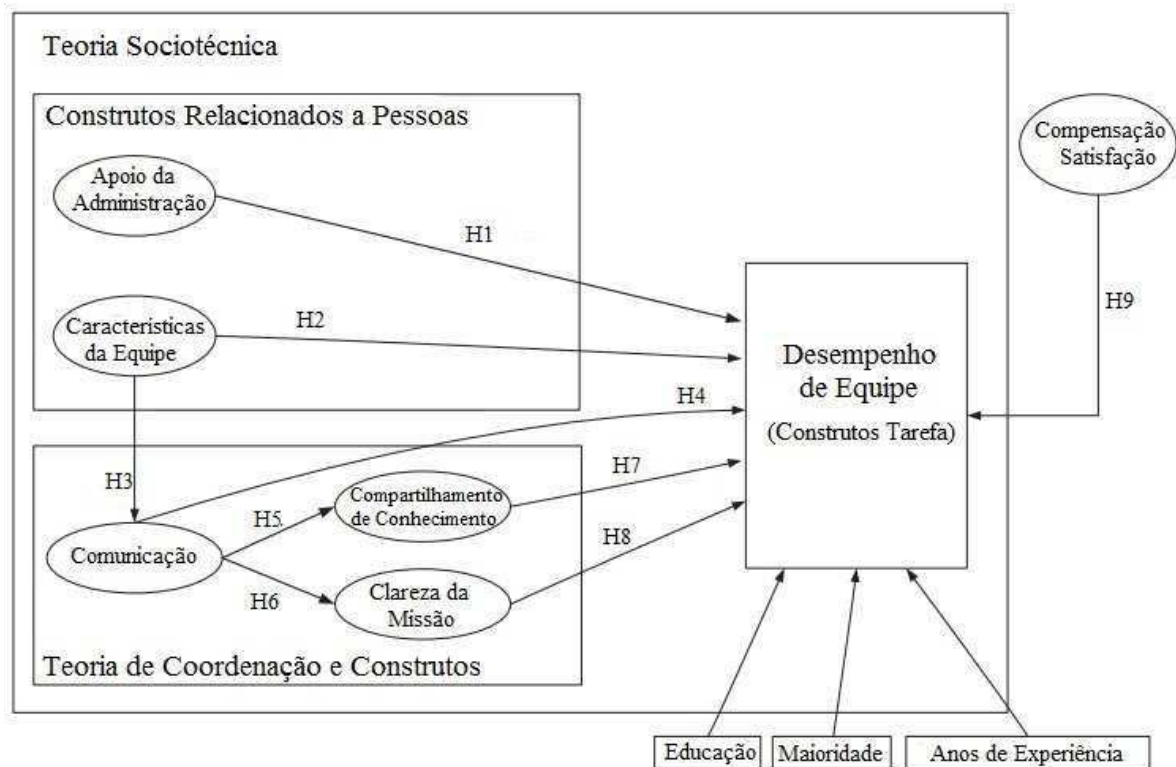 Teoria Sociotécnica
Construtos Relacionados a Pessoas
Apoio da
Administração
H1
Características
da Equipe
H2
H3
Compensação
Satisfação
H9
Desempenho
de Equipe
(Construtos Tarefa)
H4
Comunicação
H5
H6
Compartilhamento
de Conhecimento
H7
Clareza da
Missão
H8
Teoria de Coordenação e Construtos
Educação
Maioridade
Anos de Experiência